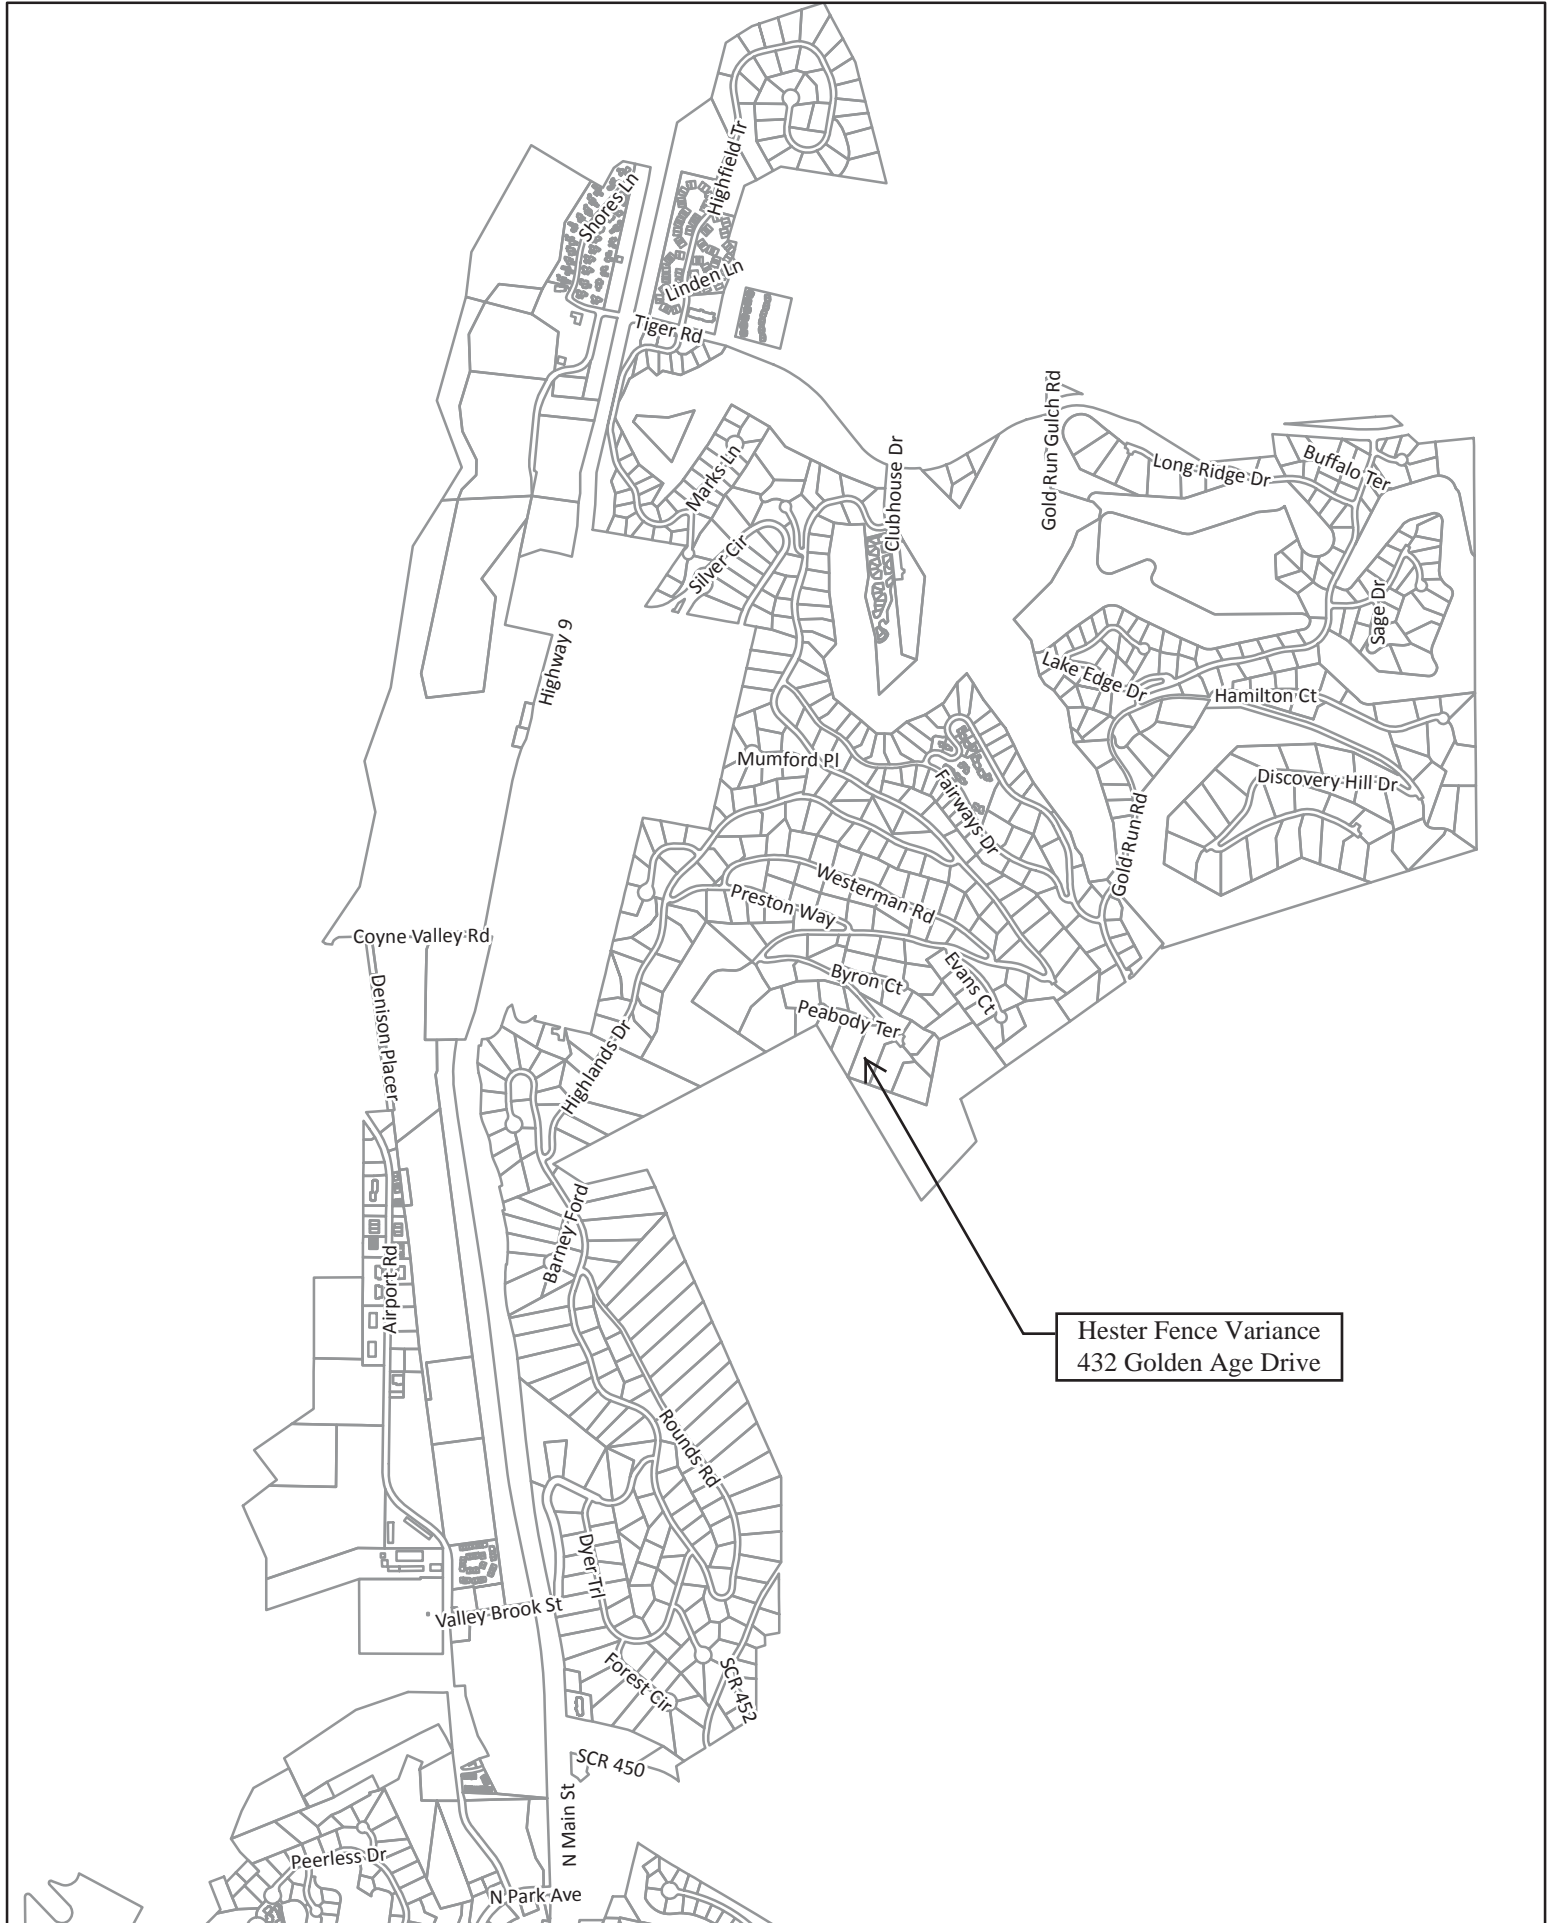 Highfield Tr
Shores Ln
Linden Ln
Tiger Rd
Gold Run Gulch Rd
Clubhouse Dr
Marks Ln
Long Ridge Dr
Buffalo Ter
Silver Cir
Sage Dr
Highway 9
Lake Edge Dr
Hamilton Ct
Mumford Pl
Fairways Dr
Discovery Hill Dr
Gold Run Rd
Westerman Rd
Preston Way
Coyne Valley Rd
Byron Ct
Evans Ct
Denison Placer
Peabody Ter
Highlands Dr
Barney Ford
Airport Rd
Hester Fence Variance
432 Golden Age Drive
Rounds Rd
Dyer Trl
Valley Brook St
Forest Cir
SCR 452
SCR 450
N Main St
Peerless Dr
N Park Ave